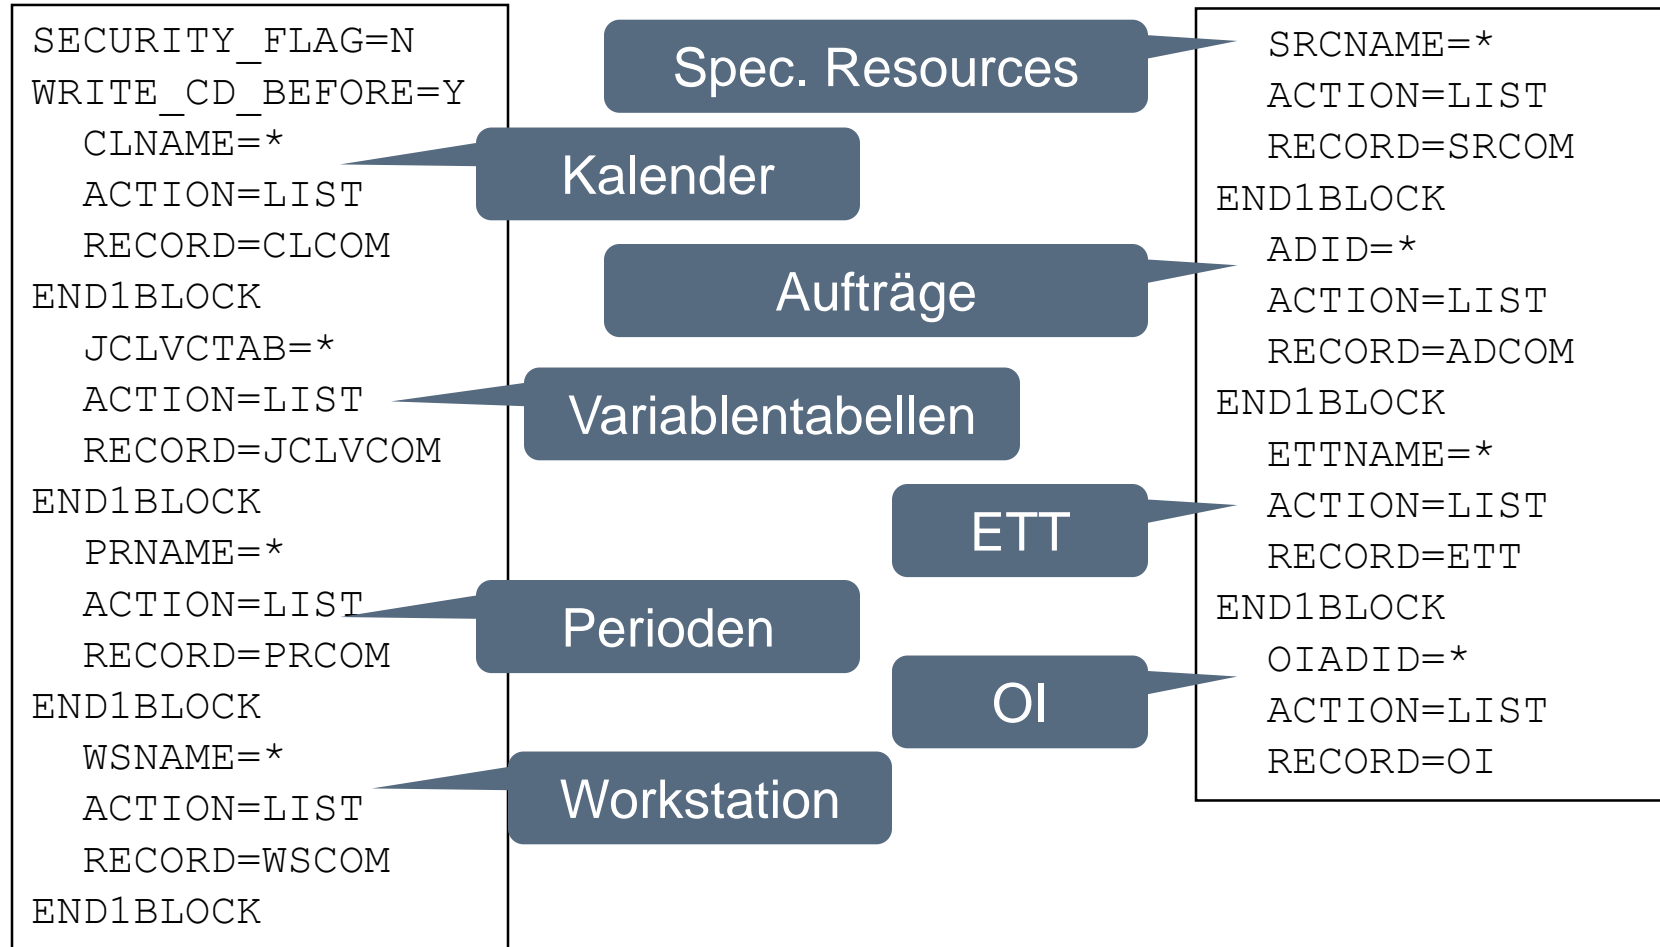 SECURITY_FLAG=N
WRITE_CD_BEFORE=Y
CLNAME=*
ACTION=LIST
RECORD=CLCOM
END1BLOCK
JCLVCTAB=*
ACTION=LIST
RECORD=JCLVCOM
END1BLOCK
PRNAME=*
ACTION=LIST
RECORD=PRCOM
END1BLOCK
WSNAME=*
ACTION=LIST
RECORD=WSCOM
END1BLOCK
Kalender
Variablentabellen
Perioden
Workstation
Spec. Resources
Aufträge
ETT
OI
SRCNAME=*
ACTION=LIST
RECORD=SRCOM
END1BLOCK
ADID=*
ACTION=LIST
RECORD=ADCOM
END1BLOCK
ETTNAME=*
ACTION=LIST
RECORD=ETT
END1BLOCK
OIADID=*
ACTION=LIST
RECORD=OI